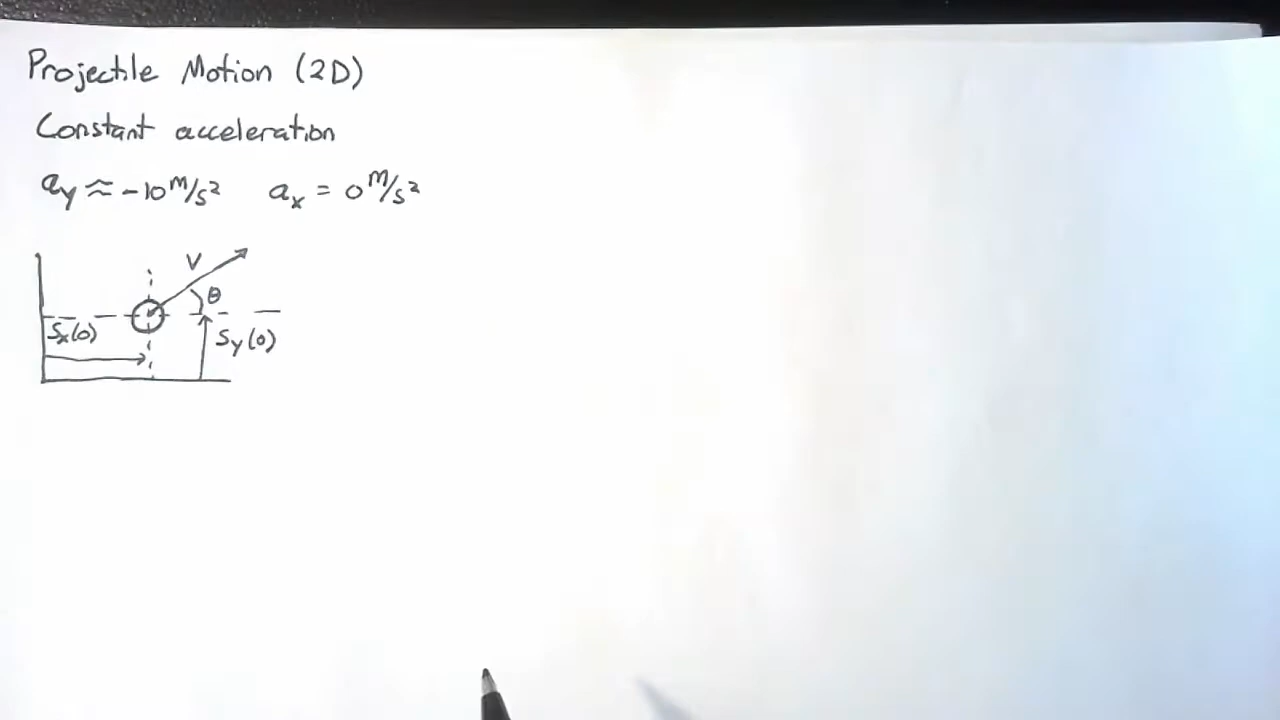 Projectile Motion (2D)
Constant acceleration
ay ≈ -10 m/s² ax = 0 m/s²
V
θ
Sx(0)
Sy(0)